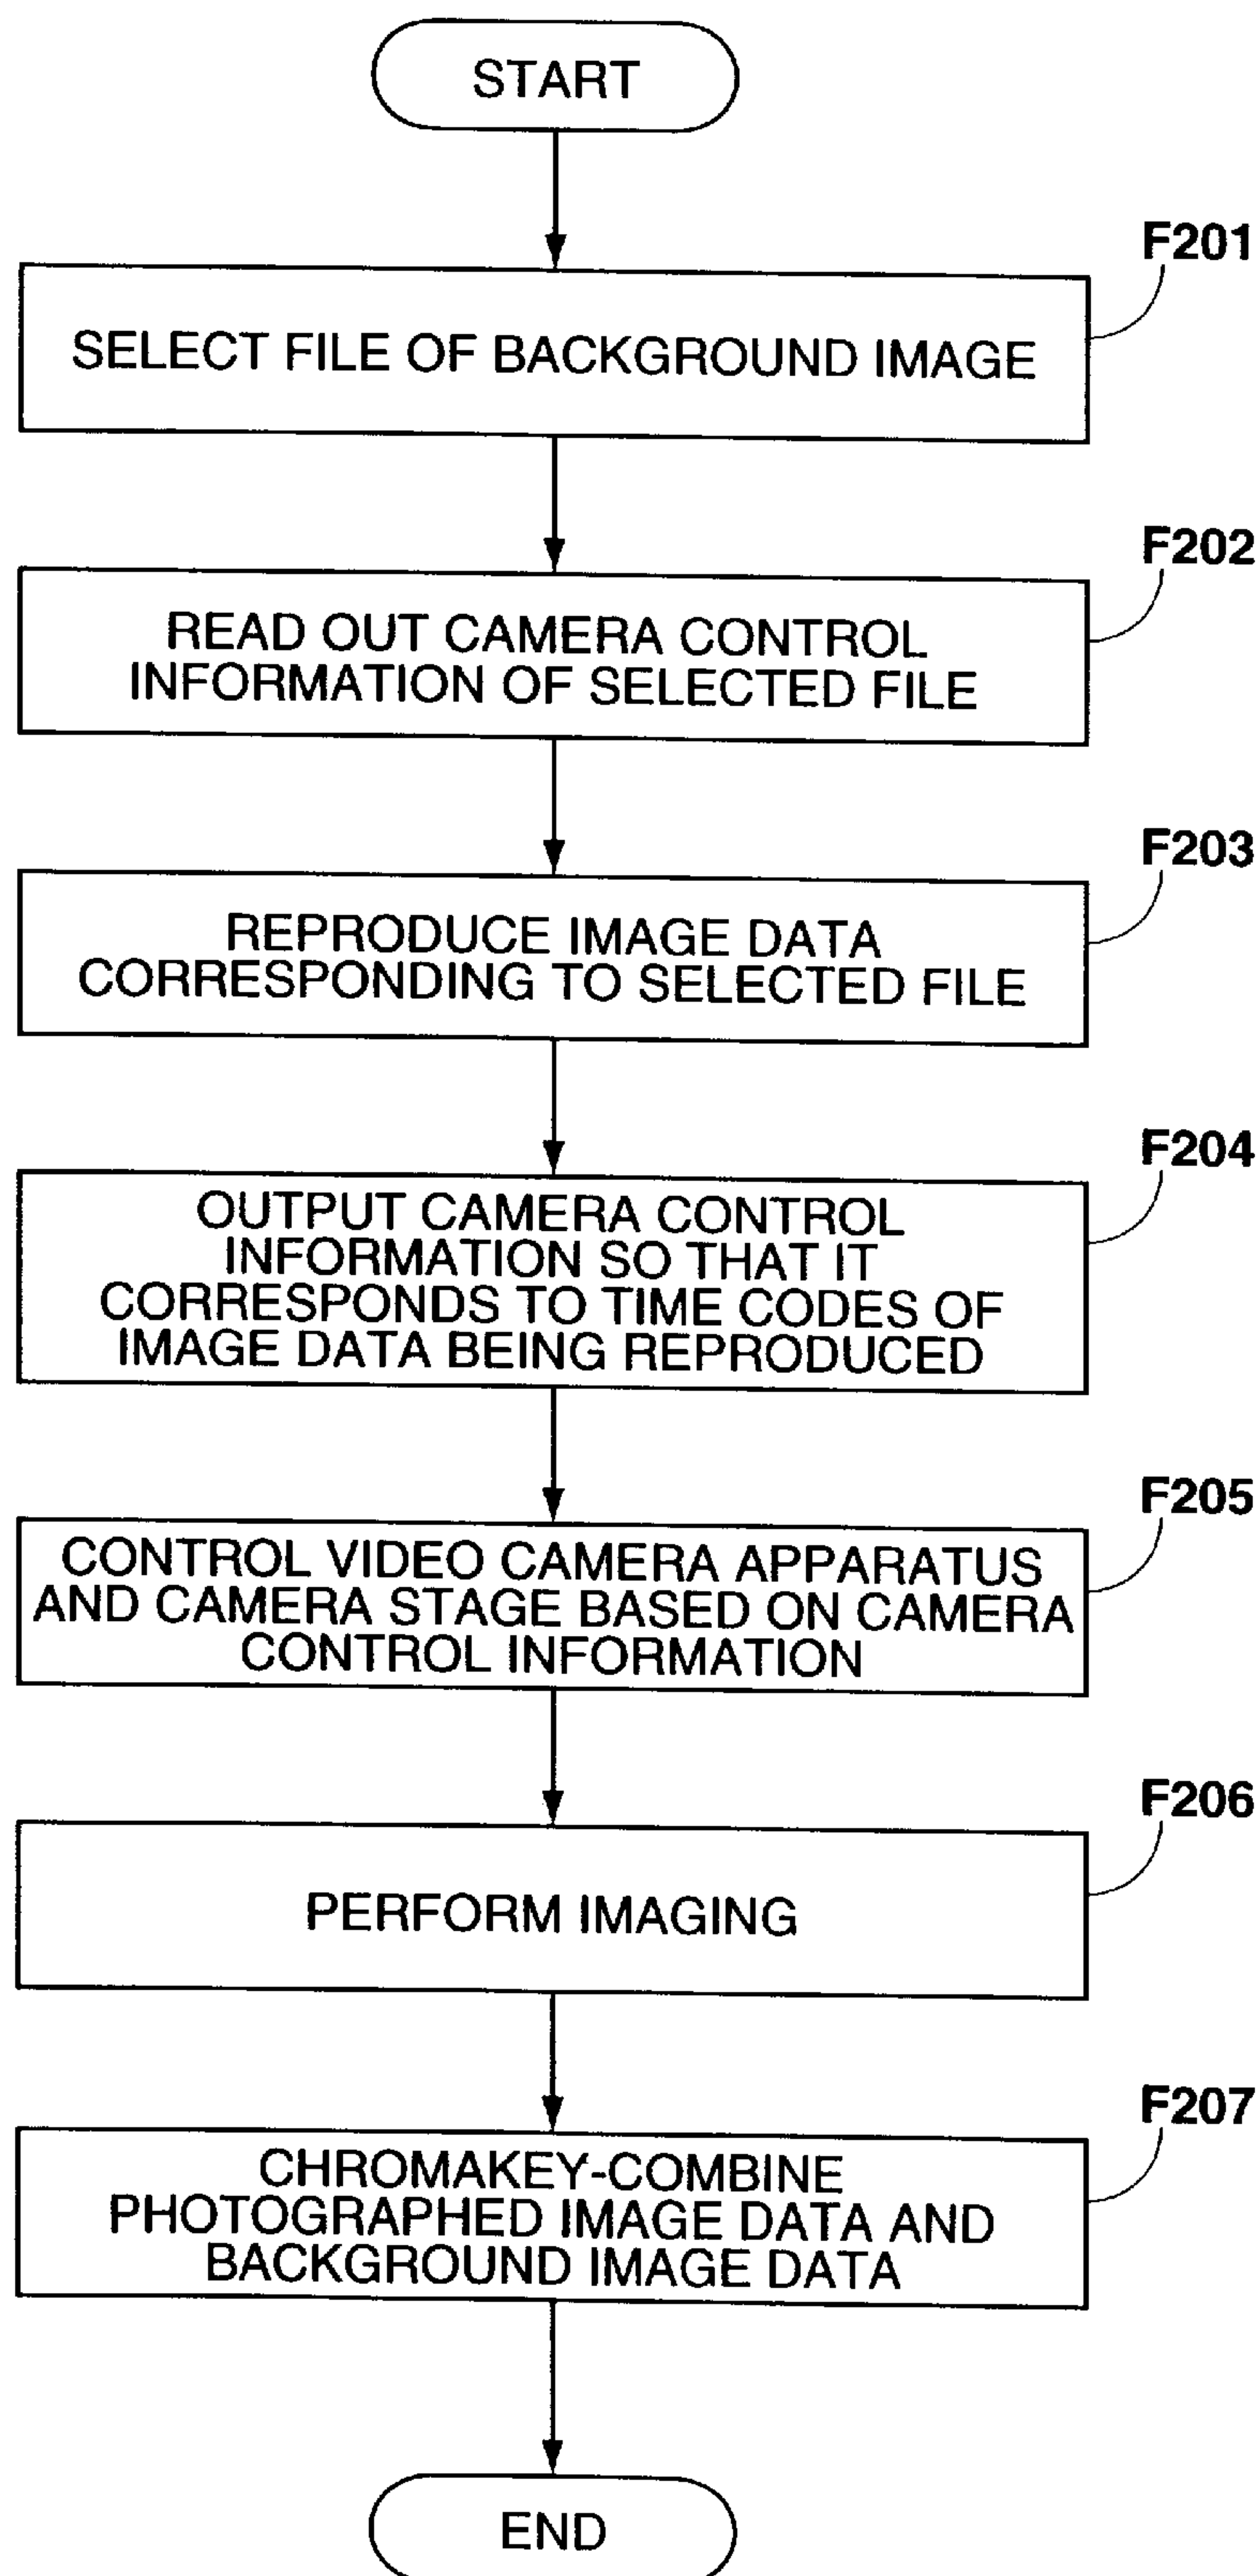 START
F201
SELECT FILE OF BACKGROUND IMAGE
F202
READ OUT CAMERA CONTROL
INFORMATION OF SELECTED FILE
F203
REPRODUCE IMAGE DATA
CORRESPONDING TO SELECTED FILE
F204
OUTPUT CAMERA CONTROL
INFORMATION SO THAT IT
CORRESPONDS TO TIME CODES OF
IMAGE DATA BEING REPRODUCED
F205
CONTROL VIDEO CAMERA APPARATUS
AND CAMERA STAGE BASED ON CAMERA
CONTROL INFORMATION
F206
PERFORM IMAGING
F207
CHROMAKEY-COMBINE
PHOTOGRAPHED IMAGE DATA AND
BACKGROUND IMAGE DATA
END